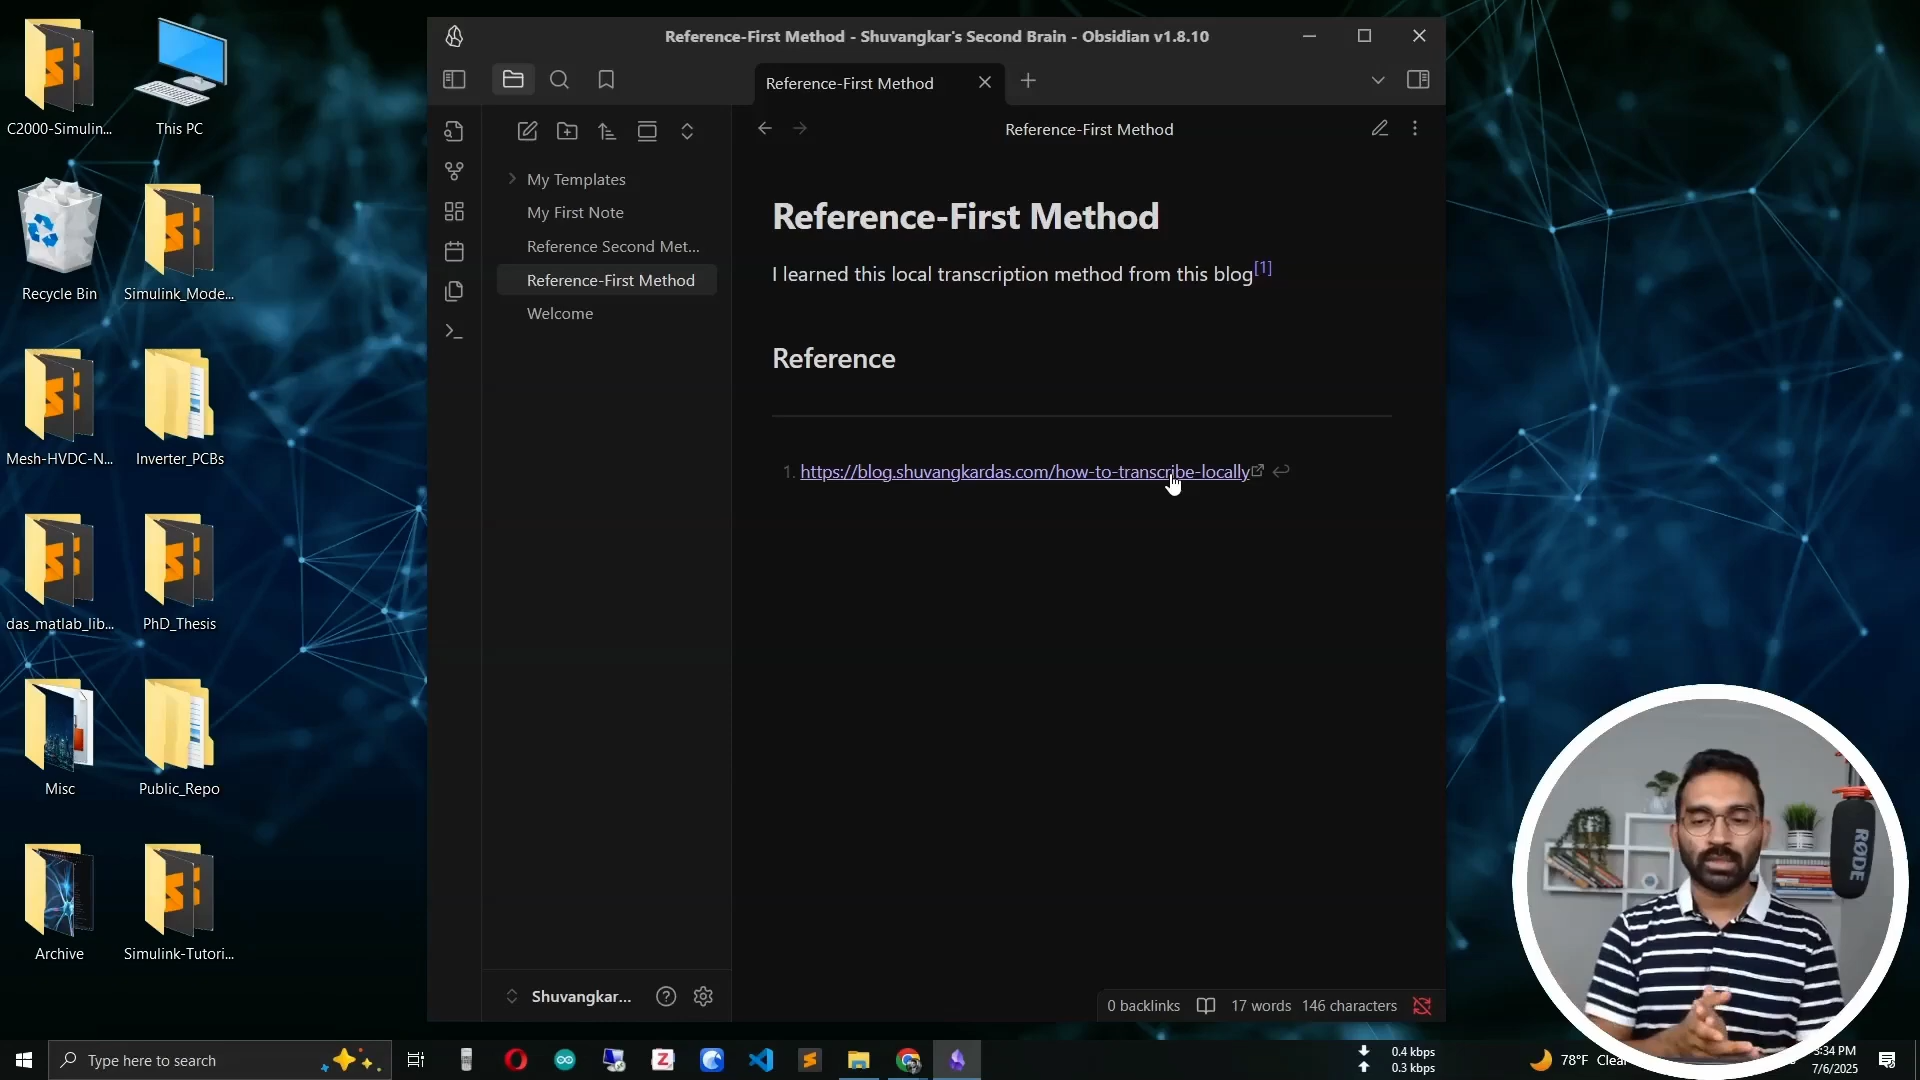 C2000-Simulin...
This PC
Recycle Bin
Simulink_Mode...
Mesh-HVDC-N...
Inverter_PCBs
das_matlab_lib...
PhD_Thesis
Misc
Public_Repo
Archive
Simulink-Tutori...
Reference-First Method - Shuvangkar's Second Brain - Obsidian v1.8.10
Reference-First Method
My Templates
My First Note
Reference Second Met...
Reference-First Method
Welcome
Shuvangkar...
Reference-First Method
Reference-First Method
I learned this local transcription method from this blog[1]
Reference
1. https://blog.shuvangkardas.com/how-to-transcribe-locally
0 backlinks 17 words 146 characters
RØDE
Type here to search
0.4 kbps
0.3 kbps
78°F
3:34 PM
7/6/2025